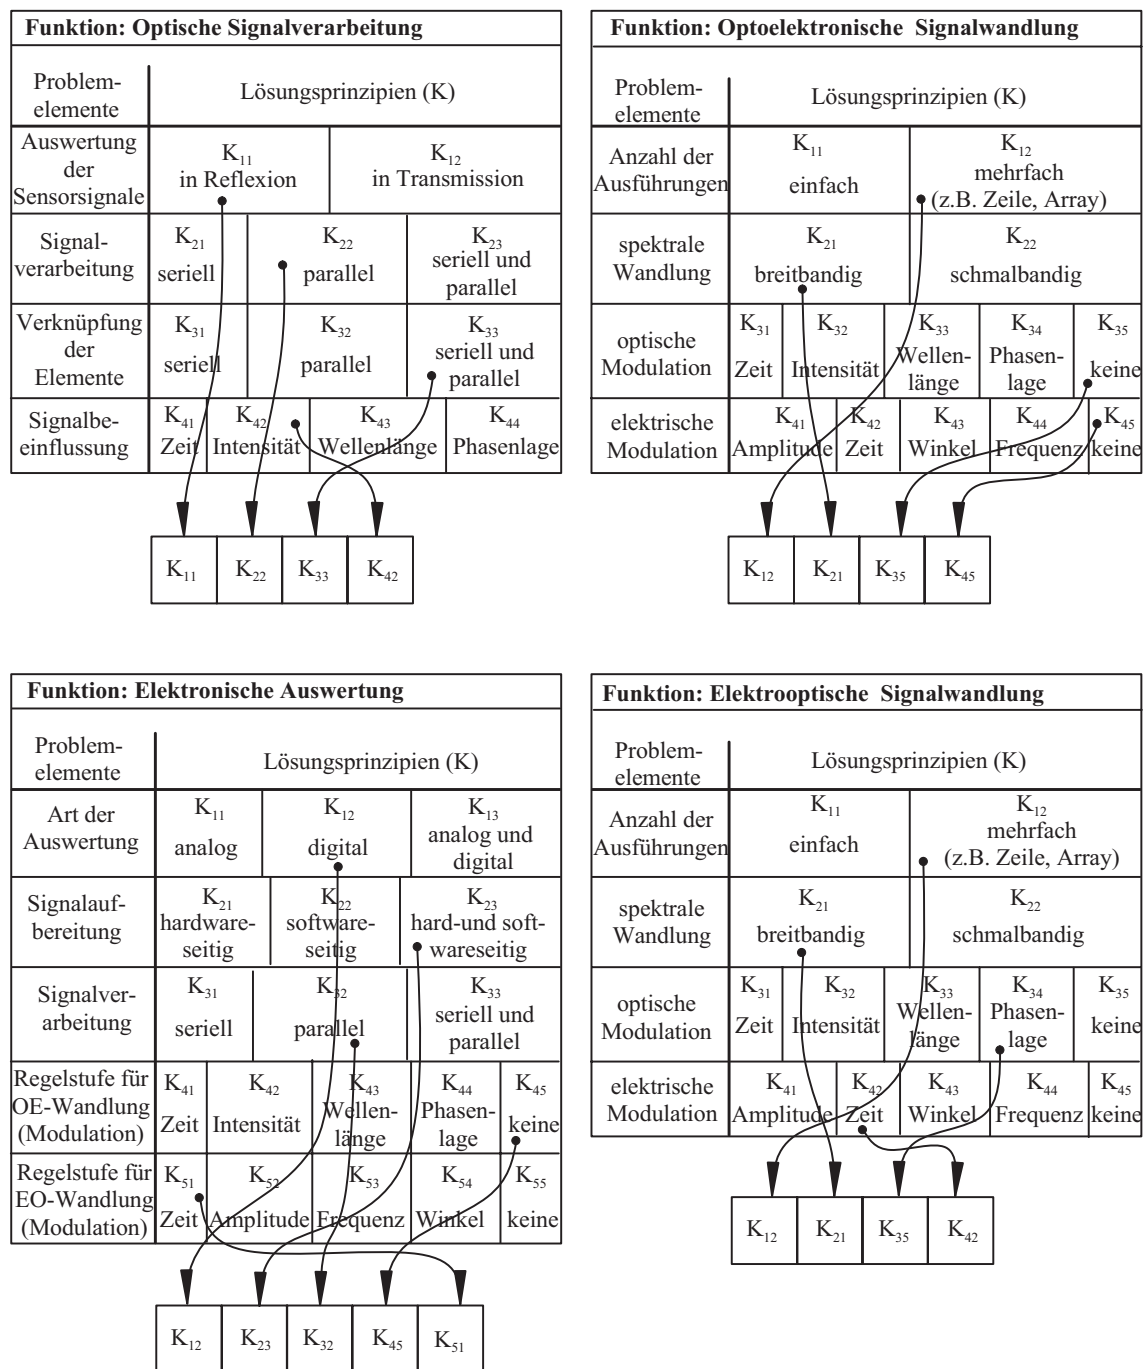 Funktion: Optische Signalverarbeitung
Problem-
elemente
Lösungsprinzipien (K)
Auswertung
der
Sensorsignale
K₁₁
in Reflexion
K₁₂
in Transmission
Signal-
verarbeitung
K₂₁
seriell
K₂₂
parallel
K₂₃
seriell und
parallel
Verknüpfung
der
Elemente
K₃₁
seriell
K₃₂
parallel
K₃₃
seriell und
parallel
Signalbe-
einflussung
K₄₁
Zeit
K₄₂
Intensität
K₄₃
Wellenlänge
K₄₄
Phasenlage
K₁₁ K₂₂ K₃₃ K₄₂
Funktion: Optoelektronische Signalwandlung
Problem-
elemente
Lösungsprinzipien (K)
Anzahl der
Ausführungen
K₁₁
einfach
K₁₂
mehrfach
(z.B. Zeile, Array)
spektrale
Wandlung
K₂₁
breitbandig
K₂₂
schmalbandig
optische
Modulation
K₃₁
Zeit
K₃₂
Intensität
K₃₃
Wellen-
länge
K₃₄
Phasen-
lage
K₃₅
keine
elektrische
Modulation
K₄₁
Amplitude
K₄₂
Zeit
K₄₃
Winkel
K₄₄
Frequenz
K₄₅
keine
K₁₂ K₂₁ K₃₅ K₄₅
Funktion: Elektronische Auswertung
Problem-
elemente
Lösungsprinzipien (K)
Art der
Auswertung
K₁₁
analog
K₁₂
digital
K₁₃
analog und
digital
Signalauf-
bereitung
K₂₁
hardware-
seitig
K₂₂
software-
seitig
K₂₃
hard-und soft-
wareseitig
Signalver-
arbeitung
K₃₁
seriell
K₃₂
parallel
K₃₃
seriell und
parallel
Regelstufe für
OE-Wandlung
(Modulation)
K₄₁
Zeit
K₄₂
Intensität
K₄₃
Wellen-
länge
K₄₄
Phasen-
lage
K₄₅
keine
Regelstufe für
EO-Wandlung
(Modulation)
K₅₁
Zeit
K₅₂
Amplitude
K₅₃
Frequenz
K₅₄
Winkel
K₅₅
keine
K₁₂ K₂₃ K₃₂ K₄₅ K₅₁
Funktion: Elektrooptische Signalwandlung
Problem-
elemente
Lösungsprinzipien (K)
Anzahl der
Ausführungen
K₁₁
einfach
K₁₂
mehrfach
(z.B. Zeile, Array)
spektrale
Wandlung
K₂₁
breitbandig
K₂₂
schmalbandig
optische
Modulation
K₃₁
Zeit
K₃₂
Intensität
K₃₃
Wellen-
länge
K₃₄
Phasen-
lage
K₃₅
keine
elektrische
Modulation
K₄₁
Amplitude
K₄₂
Zeit
K₄₃
Winkel
K₄₄
Frequenz
K₄₅
keine
K₁₂ K₂₁ K₃₅ K₄₂